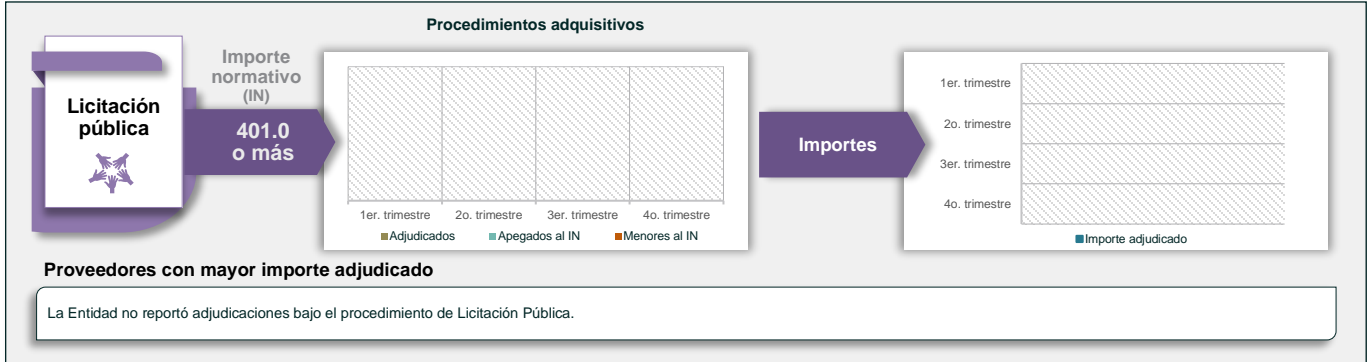 Procedimientos adquisitivos
Licitación
pública
Importe
normativo
(IN)
401.0
o más
1er. trimestre
2o. trimestre
3er. trimestre
4o. trimestre
Adjudicados
Apegados al IN
Menores al IN
Importes
1er. trimestre
2o. trimestre
3er. trimestre
4o. trimestre
Importe adjudicado
Proveedores con mayor importe adjudicado
La Entidad no reportó adjudicaciones bajo el procedimiento de Licitación Pública.